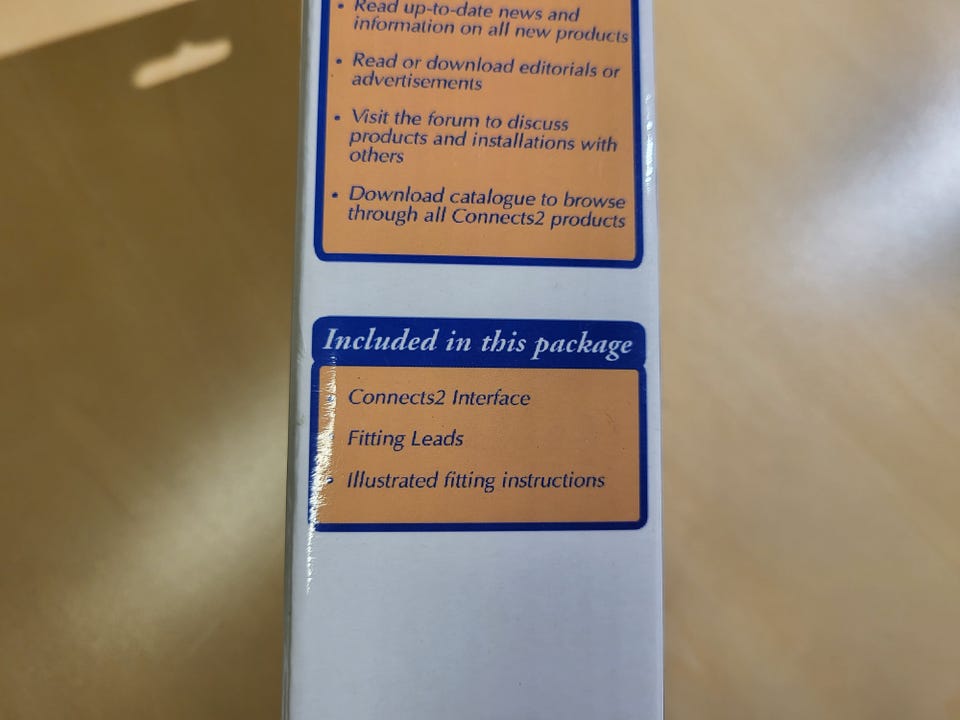 • Read up-to-date news and
information on all new products
• Read or download editorials or
advertisements
• Visit the forum to discuss
products and installations with
others
• Download catalogue to browse
through all Connects2 products
Included in this package
• Connects2 Interface
Fitting Leads
• Illustrated fitting instructions